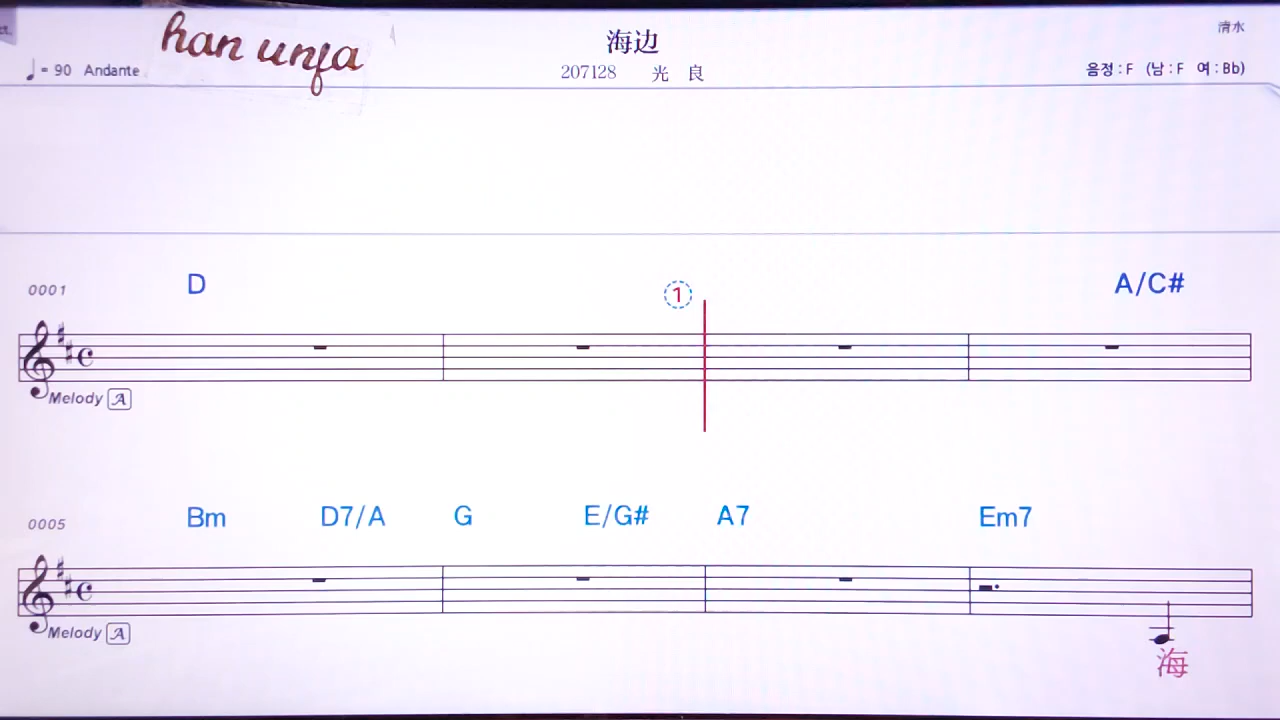 han unfa
海边
清水
♩= 90 Andante
207128 光 良
음정 : F (남 : F 여 : Bb)
0001 D ① A/C#
Melody A
0005 Bm D7/A G E/G# A7 Em7
Melody A
海